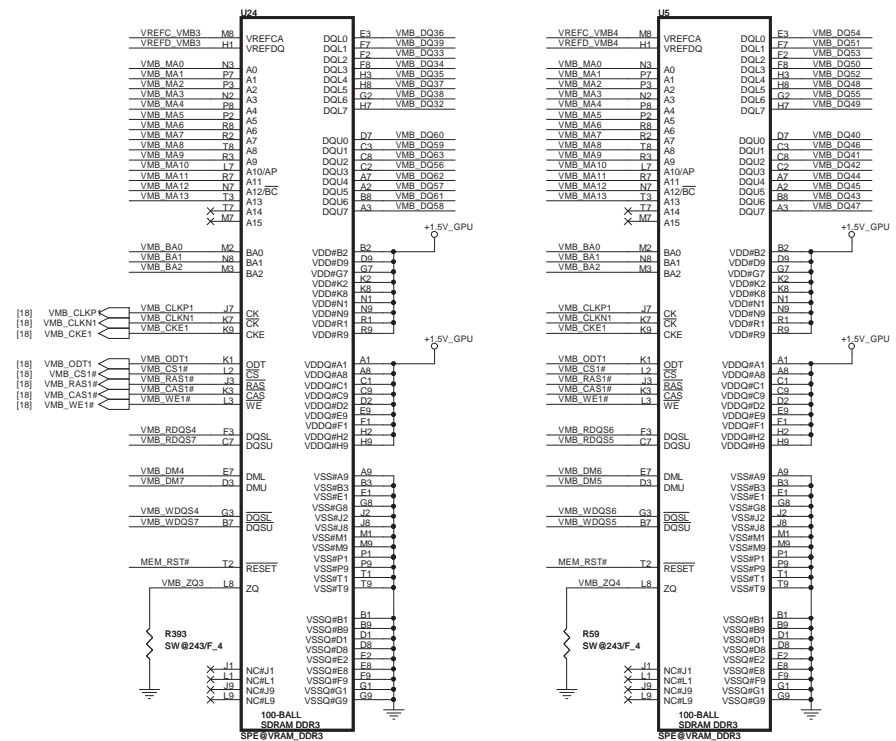 U24
VREFC_VMB3 M8 VREFCA
VREFD_VMB3 H1 VREFDQ
VMB_MA0 N3 A0
VMB_MA1 P7 A1
VMB_MA2 P3 A2
VMB_MA3 N2 A3
VMB_MA4 P8 A4
VMB_MA5 P2 A5
VMB_MA6 R8 A6
VMB_MA7 R2 A7
VMB_MA8 T8 A8
VMB_MA9 R3 A9
VMB_MA10 L7 A10/AP
VMB_MA11 R7 A11
VMB_MA12 N7 A12/BC
VMB_MA13 T3 A13
T7 A14
M7 A15
VMB_BA0 M2 BA0
VMB_BA1 N8 BA1
VMB_BA2 M3 BA2
[18] VMB_CLKP1 VMB_CLKP1 J7 CK
[18] VMB_CLKN1 VMB_CLKN1 K7 CK
[18] VMB_CKE1 VMB_CKE1 K9 CKE
[18] VMB_ODT1 VMB_ODT1 K1 ODT
[18] VMB_CS1# VMB_CS1# L2 CS
[18] VMB_RAS1# VMB_RAS1# J3 RAS
[18] VMB_CAS1# VMB_CAS1# K3 CAS
[18] VMB_WE1# VMB_WE1# L3 WE
VMB_RDQS4 F3 DQSL
VMB_RDQS7 C7 DQSU
VMB_DM4 E7 DML
VMB_DM7 D3 DMU
VMB_WDQS4 G3 DQSL
VMB_WDQS7 B7 DQSU
MEM_RST# T2 RESET
VMB_ZQ3 L8 ZQ
R393
SW@243/F_4
J1 NC#J1
L1 NC#L1
J9 NC#J9
L9 NC#L9
DQL0 E3 VMB_DQ36
DQL1 F7 VMB_DQ39
DQL2 F2 VMB_DQ33
DQL3 F8 VMB_DQ34
DQL4 H3 VMB_DQ35
DQL5 H8 VMB_DQ37
DQL6 G2 VMB_DQ38
DQL7 H7 VMB_DQ32
DQU0 D7 VMB_DQ60
DQU1 C3 VMB_DQ59
DQU2 C8 VMB_DQ63
DQU3 C2 VMB_DQ56
DQU4 A7 VMB_DQ62
DQU5 A2 VMB_DQ57
DQU6 B8 VMB_DQ61
DQU7 A3 VMB_DQ58
+1.5V_GPU
VDD#B2 B2
VDD#D9 D9
VDD#G7 G7
VDD#K2 K2
VDD#K8 K8
VDD#N1 N1
VDD#N9 N9
VDD#R1 R1
VDD#R9 R9
+1.5V_GPU
VDDQ#A1 A1
VDDQ#A8 A8
VDDQ#C1 C1
VDDQ#C9 C9
VDDQ#D2 D2
VDDQ#E9 E9
VDDQ#F1 F1
VDDQ#H2 H2
VDDQ#H9 H9
VSS#A9 A9
VSS#B3 B3
VSS#E1 E1
VSS#G8 G8
VSS#J2 J2
VSS#J8 J8
VSS#M1 M1
VSS#M9 M9
VSS#P1 P1
VSS#P9 P9
VSS#T1 T1
VSS#T9 T9
VSSQ#B1 B1
VSSQ#B9 B9
VSSQ#D1 D1
VSSQ#D8 D8
VSSQ#E2 E2
VSSQ#E8 E8
VSSQ#F9 F9
VSSQ#G1 G1
VSSQ#G9 G9
100-BALL
SDRAM DDR3
SPE@VRAM_DDR3
U5
VREFC_VMB4 M8 VREFCA
VREFD_VMB4 H1 VREFDQ
VMB_MA0 N3 A0
VMB_MA1 P7 A1
VMB_MA2 P3 A2
VMB_MA3 N2 A3
VMB_MA4 P8 A4
VMB_MA5 P2 A5
VMB_MA6 R8 A6
VMB_MA7 R2 A7
VMB_MA8 T8 A8
VMB_MA9 R3 A9
VMB_MA10 L7 A10/AP
VMB_MA11 R7 A11
VMB_MA12 N7 A12/BC
VMB_MA13 T3 A13
T7 A14
M7 A15
VMB_BA0 M2 BA0
VMB_BA1 N8 BA1
VMB_BA2 M3 BA2
VMB_CLKP1 J7 CK
VMB_CLKN1 K7 CK
VMB_CKE1 K9 CKE
VMB_ODT1 K1 ODT
VMB_CS1# L2 CS
VMB_RAS1# J3 RAS
VMB_CAS1# K3 CAS
VMB_WE1# L3 WE
VMB_RDQS6 F3 DQSL
VMB_RDQS5 C7 DQSU
VMB_DM6 E7 DML
VMB_DM5 D3 DMU
VMB_WDQS6 G3 DQSL
VMB_WDQS5 B7 DQSU
MEM_RST# T2 RESET
VMB_ZQ4 L8 ZQ
R59
SW@243/F_4
J1 NC#J1
L1 NC#L1
J9 NC#J9
L9 NC#L9
DQL0 E3 VMB_DQ54
DQL1 F7 VMB_DQ51
DQL2 F2 VMB_DQ53
DQL3 F8 VMB_DQ50
DQL4 H3 VMB_DQ52
DQL5 H8 VMB_DQ48
DQL6 G2 VMB_DQ55
DQL7 H7 VMB_DQ49
DQU0 D7 VMB_DQ40
DQU1 C3 VMB_DQ46
DQU2 C8 VMB_DQ41
DQU3 C2 VMB_DQ42
DQU4 A7 VMB_DQ44
DQU5 A2 VMB_DQ45
DQU6 B8 VMB_DQ43
DQU7 A3 VMB_DQ47
+1.5V_GPU
VDD#B2 B2
VDD#D9 D9
VDD#G7 G7
VDD#K2 K2
VDD#K8 K8
VDD#N1 N1
VDD#N9 N9
VDD#R1 R1
VDD#R9 R9
+1.5V_GPU
VDDQ#A1 A1
VDDQ#A8 A8
VDDQ#C1 C1
VDDQ#C9 C9
VDDQ#D2 D2
VDDQ#E9 E9
VDDQ#F1 F1
VDDQ#H2 H2
VDDQ#H9 H9
VSS#A9 A9
VSS#B3 B3
VSS#E1 E1
VSS#G8 G8
VSS#J2 J2
VSS#J8 J8
VSS#M1 M1
VSS#M9 M9
VSS#P1 P1
VSS#P9 P9
VSS#T1 T1
VSS#T9 T9
VSSQ#B1 B1
VSSQ#B9 B9
VSSQ#D1 D1
VSSQ#D8 D8
VSSQ#E2 E2
VSSQ#E8 E8
VSSQ#F9 F9
VSSQ#G1 G1
VSSQ#G9 G9
100-BALL
SDRAM DDR3
SPE@VRAM_DDR3